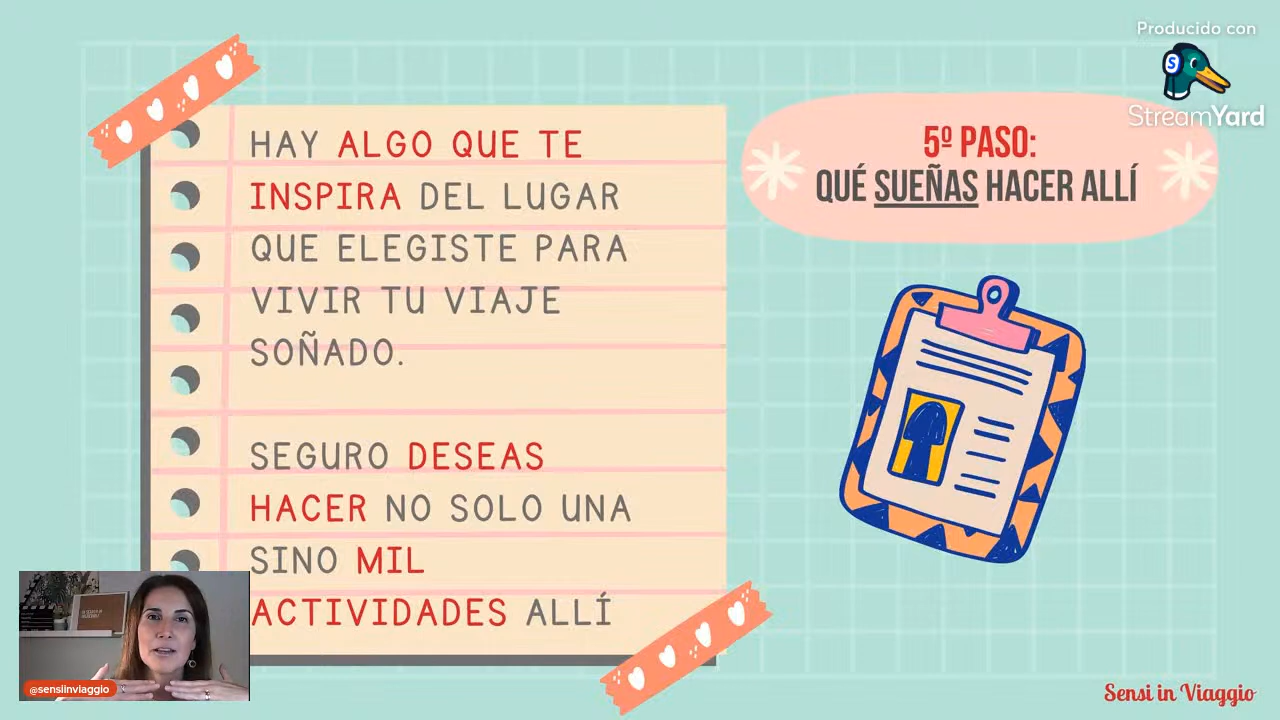 Producido con
StreamYard
5º PASO:
QUÉ SUEÑAS HACER ALLÍ
HAY ALGO QUE TE
INSPIRA DEL LUGAR
QUE ELEGISTE PARA
VIVIR TU VIAJE
SOÑADO.
SEGURO DESEAS
HACER NO SOLO UNA
SINO MIL
ACTIVIDADES ALLÍ
@sensiinviaggio
Sensi in Viaggio